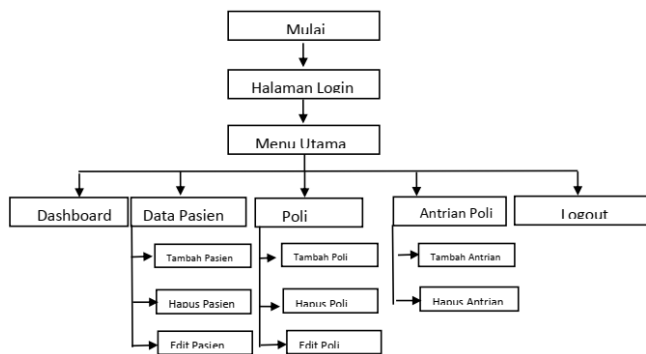 Mulai
Halaman Login
Menu Utama
Dashboard
Data Pasien
Poli
Antrian Poli
Logout
Tambah Pasien
Tambah Poli
Tambah Antrian
Hapus Pasien
Hapus Poli
Hapus Antrian
Edit Pasien
Edit Poli